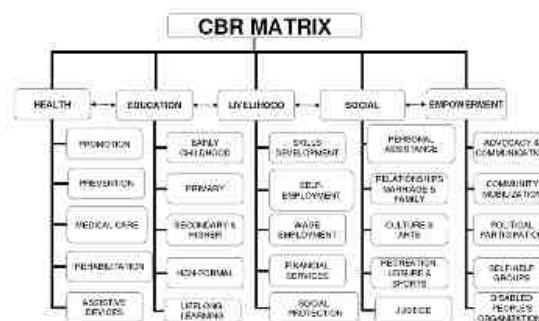 CBR MATRIX
HEALTH
EDUCATION
LIVELIHOOD
SOCIAL
EMPOWERMENT
PROMOTION
PREVENTION
MEDICAL CARE
REHABILITATION
ASSISTIVE
DEVICES
EARLY
CHILDHOOD
PRIMARY
SECONDARY &
HIGHER
NON-FORMAL
LIFELONG
LEARNING
SKILLS
DEVELOPMENT
SELF-
EMPLOYMENT
WAGE
EMPLOYMENT
FINANCIAL
SERVICES
SOCIAL
PROTECTION
PERSONAL
ASSISTANCE
RELATIONSHIPS
MARRIAGE &
FAMILY
CULTURE &
ARTS
RECREATION
LEISURE &
SPORTS
JUSTICE
ADVOCACY &
COMMUNICATION
COMMUNITY
MOBILIZATION
POLITICAL
PARTICIPATION
SELF-HELP
GROUPS
DISABLED
PEOPLE'S
ORGANIZATION